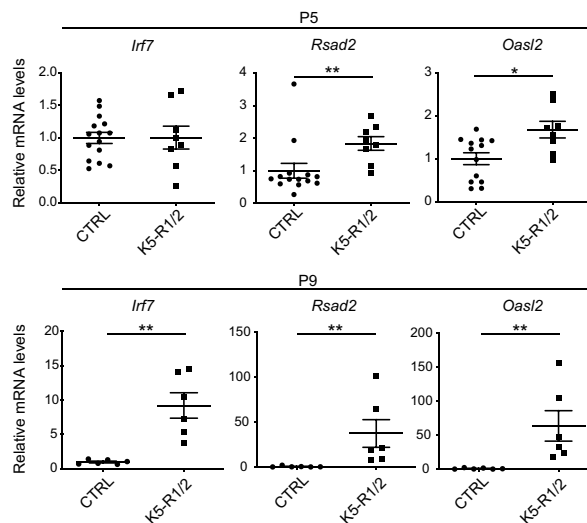 P5
Irf7 Rsad2 Oasl2
Relative mRNA levels
2.0
1.5
1.0
0.5
0.0
CTRL K5-R1/2
**
4
3
2
1
0
CTRL K5-R1/2
*
3
2
1
0
CTRL K5-R1/2
P9
Irf7 Rsad2 Oasl2
Relative mRNA levels
**
20
15
10
5
0
CTRL K5-R1/2
**
150
100
50
0
CTRL K5-R1/2
**
200
150
100
50
0
CTRL K5-R1/2